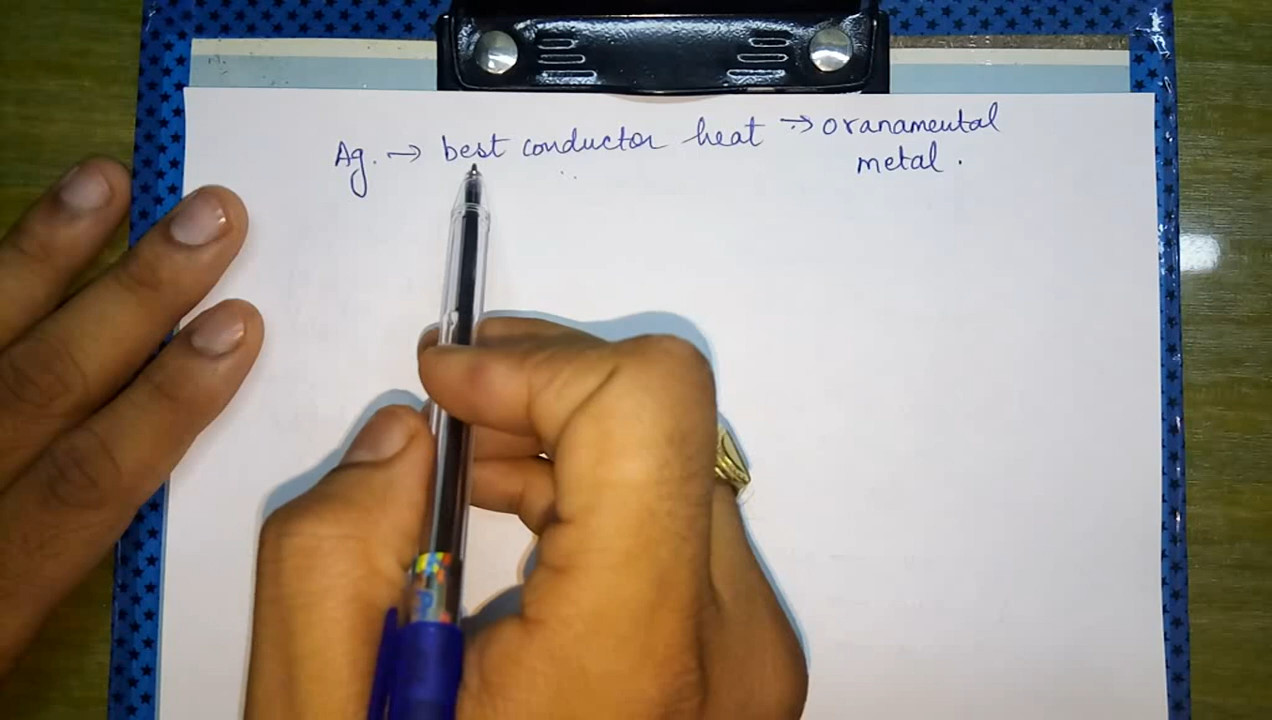 Ag. → best conductor heat → oranamental
metal.